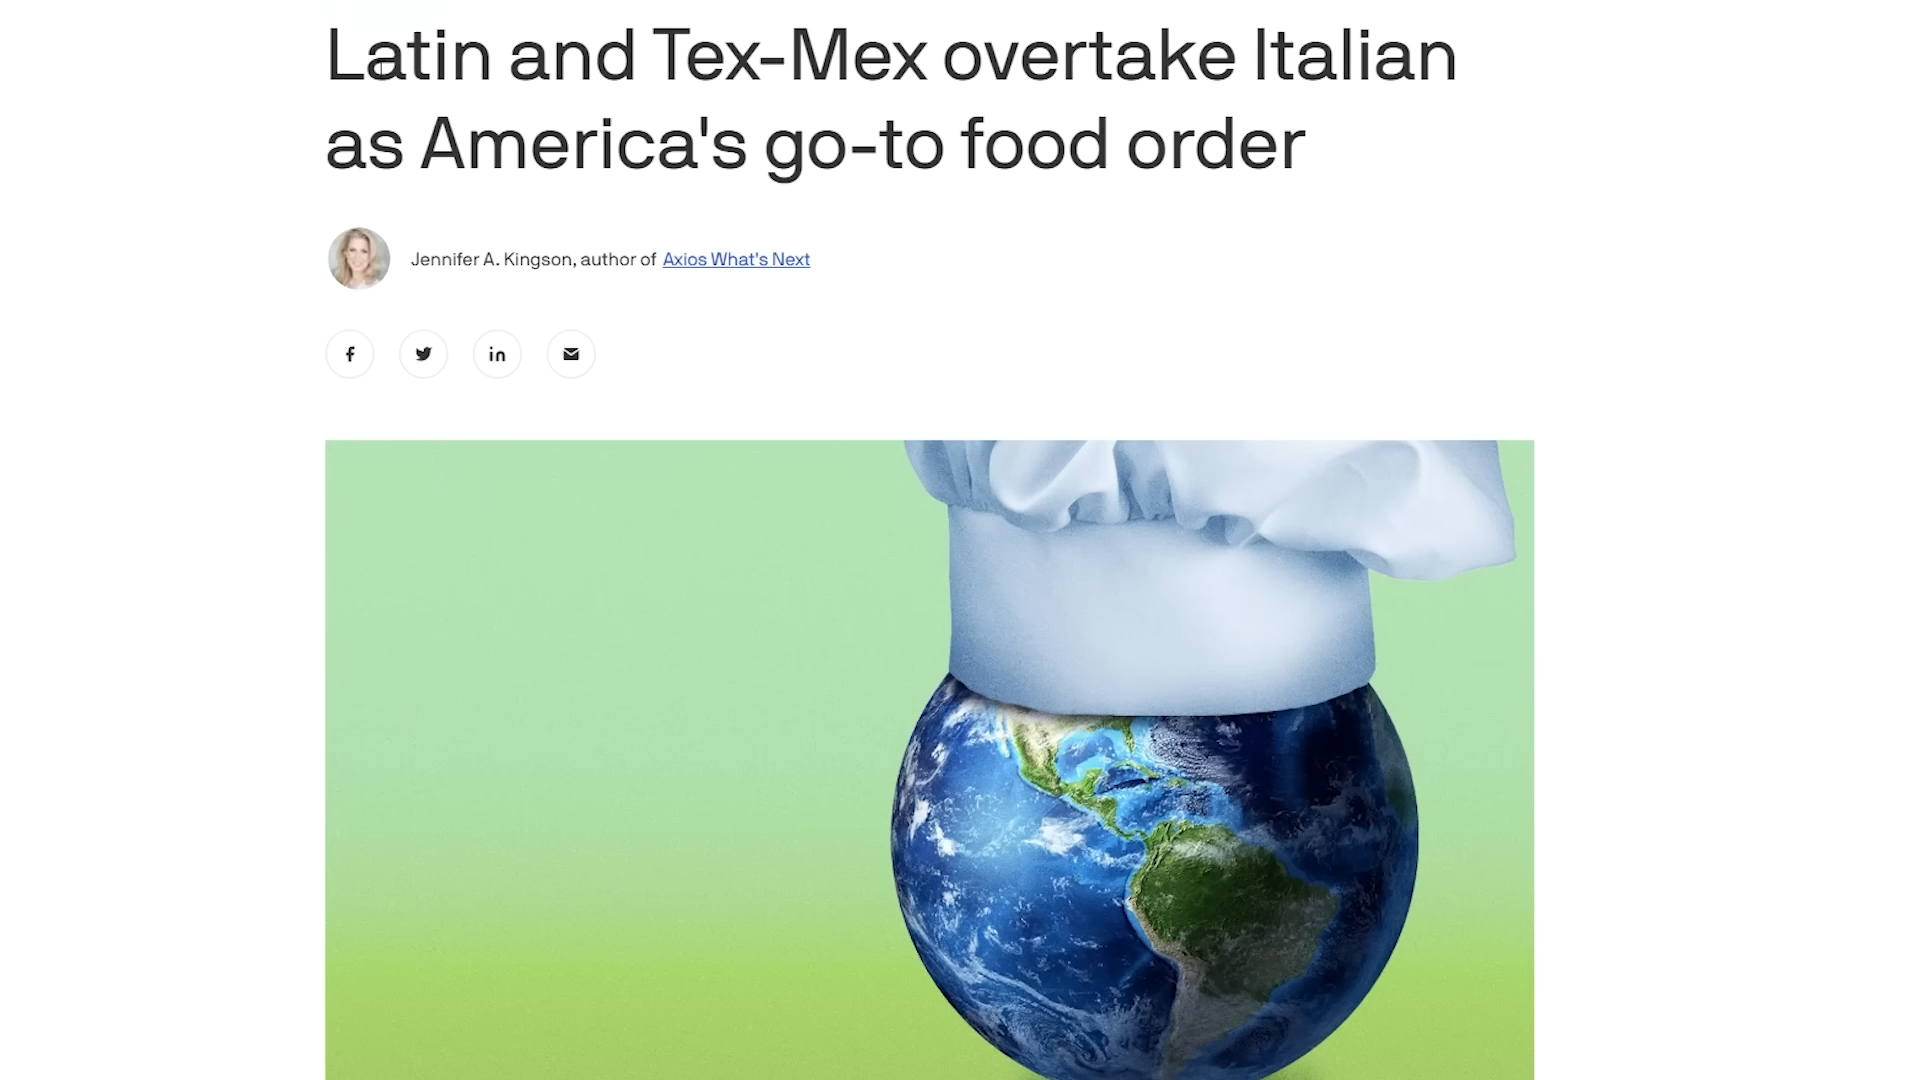 Latin and Tex-Mex overtake Italian
as America's go-to food order
Jennifer A. Kingson, author of Axios What's Next